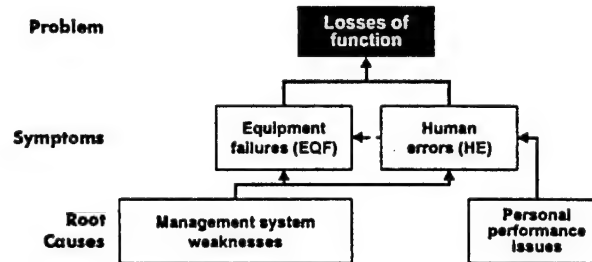 Problem
Losses of
function
Symptoms
Equipment
failures (EQF)
Human
errors (HE)
Root
Causes
Management system
weaknesses
Personal
performance
issues